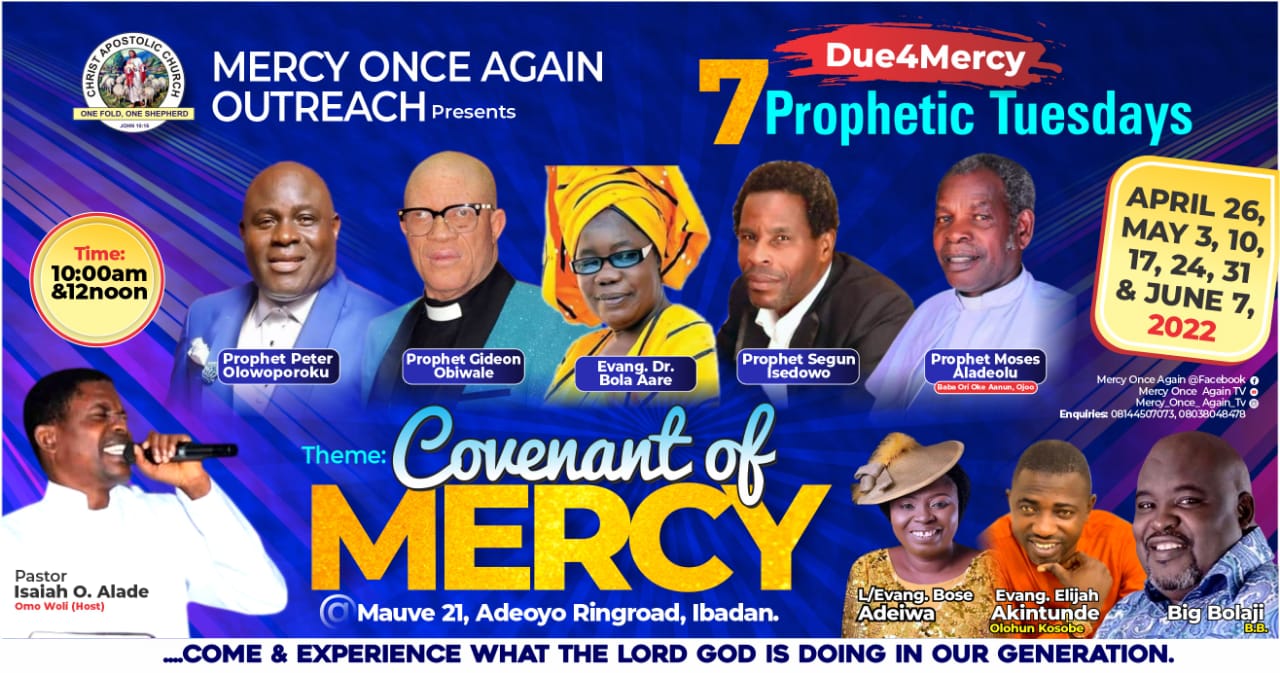 CHRIST APOSTOLIC CHURCH
ONE FOLD, ONE SHEPHERD
JOHN 10:16
MERCY ONCE AGAIN
OUTREACH Presents
Due4Mercy
7 Prophetic Tuesdays
Time:
10:00am
&12noon
APRIL 26,
MAY 3, 10,
17, 24, 31
& JUNE 7,
2022
Prophet Peter
Olowoporoku
Prophet Gideon
Obiwale
Evang. Dr.
Bola Aare
Prophet Segun
Isedowo
Prophet Moses
Aladeolu
Baba Ori Oke Aanun, Ojoo
Mercy Once Again @Facebook
Mercy Once Again TV
Mercy_Once_ Again_Tv
Enquiries: 08144507073, 08038048478
Theme: Covenant of
MERCY
@ Mauve 21, Adeoyo Ringroad, Ibadan.
Pastor
Isaiah O. Alade
Omo Woli (Host)
L/Evang. Bose
Adeiwa
Evang. Elijah
Akintunde
Olohun Kosobe
Big Bolaji
B.B.
....COME & EXPERIENCE WHAT THE LORD GOD IS DOING IN OUR GENERATION.